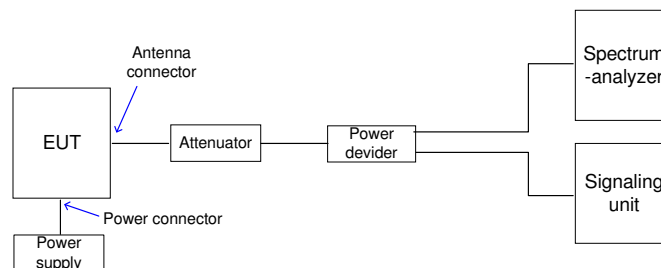 Antenna
connector
Spectrum
-analyzer
EUT
Attenuator
Power
devider
Signaling
unit
Power connector
Power
supply